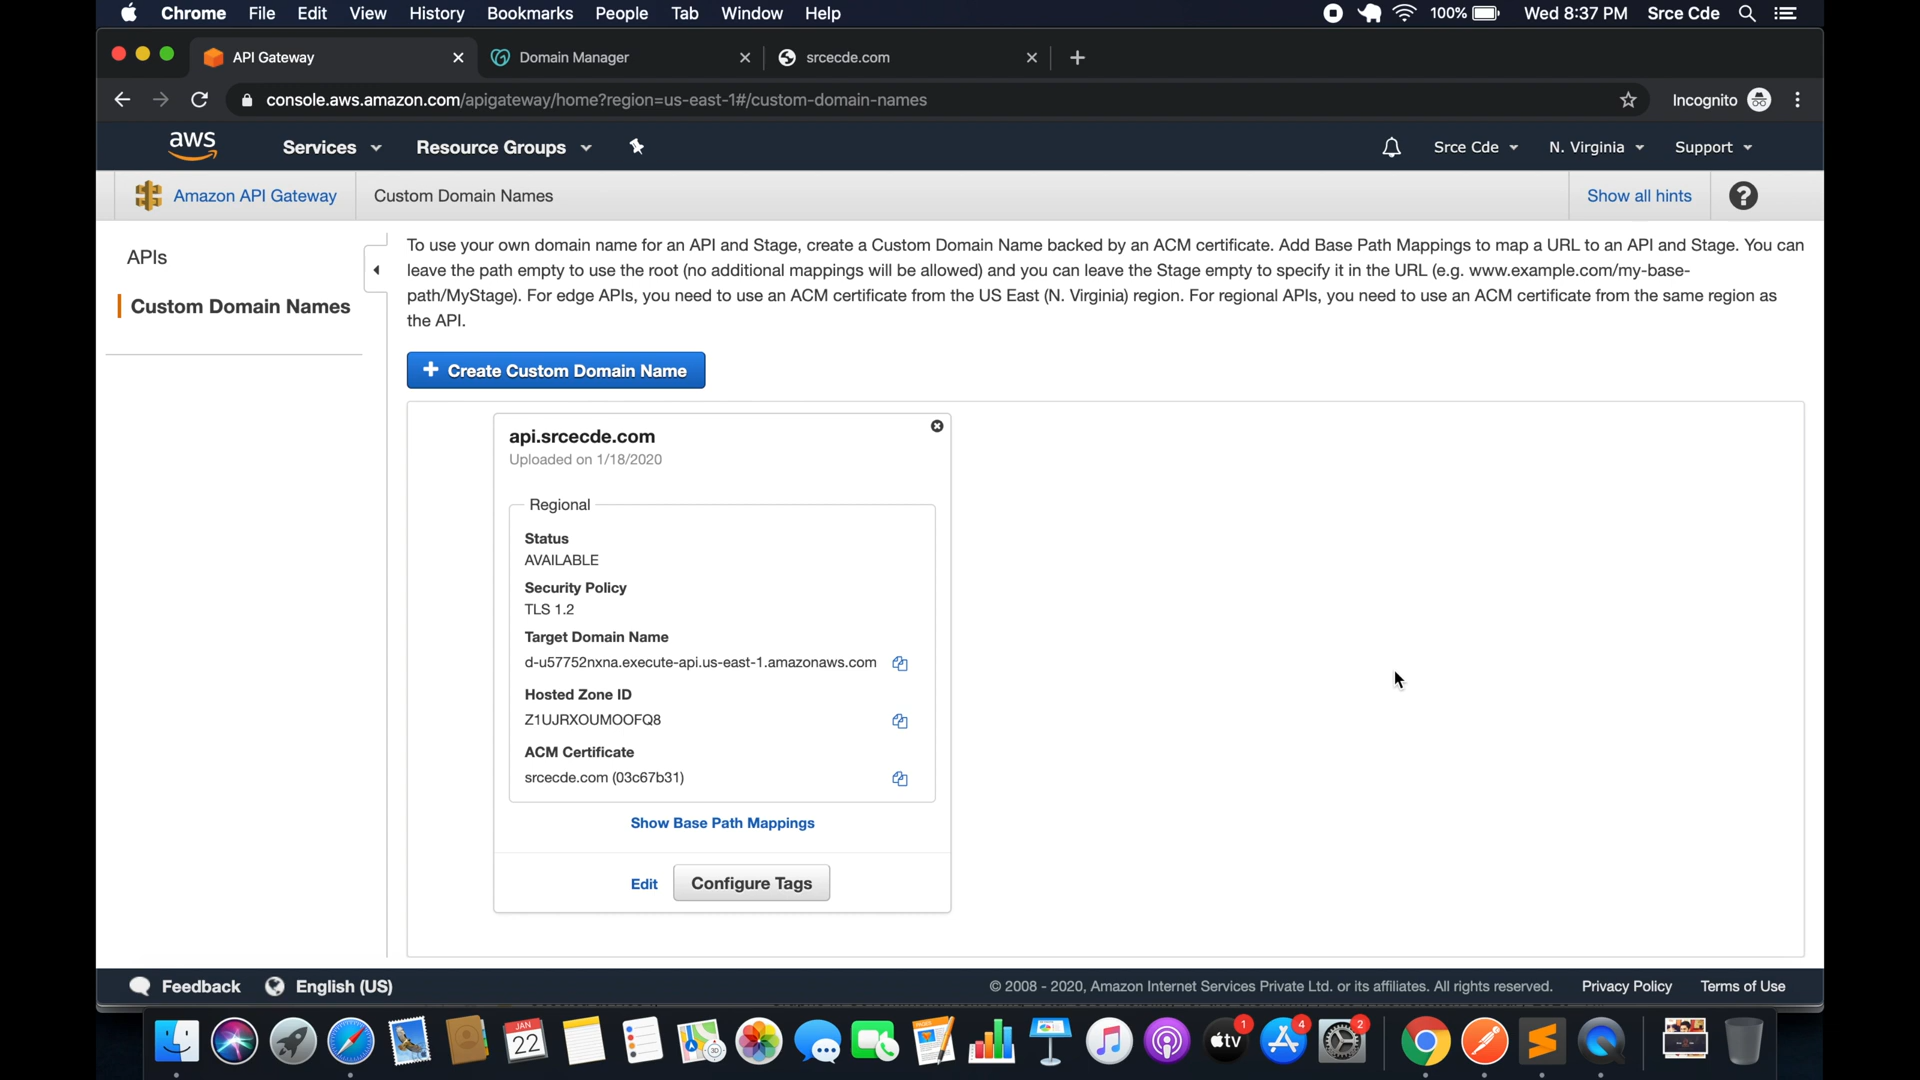 Chrome File Edit View History Bookmarks People Tab Window Help 100% Wed 8:37 PM Srce Cde
API Gateway Domain Manager srcecde.com
console.aws.amazon.com/apigateway/home?region=us-east-1#/custom-domain-names Incognito
aws Services Resource Groups Srce Cde N. Virginia Support
Amazon API Gateway Custom Domain Names Show all hints ?
APIs
Custom Domain Names
To use your own domain name for an API and Stage, create a Custom Domain Name backed by an ACM certificate. Add Base Path Mappings to map a URL to an API and Stage. You can
leave the path empty to use the root (no additional mappings will be allowed) and you can leave the Stage empty to specify it in the URL (e.g. www.example.com/my-base-
path/MyStage). For edge APIs, you need to use an ACM certificate from the US East (N. Virginia) region. For regional APIs, you need to use an ACM certificate from the same region as
the API.
+ Create Custom Domain Name
api.srcecde.com
Uploaded on 1/18/2020
Regional
Status
AVAILABLE
Security Policy
TLS 1.2
Target Domain Name
d-u57752nxna.execute-api.us-east-1.amazonaws.com
Hosted Zone ID
Z1UJRXOUMOOFQ8
ACM Certificate
srcecde.com (03c67b31)
Show Base Path Mappings
Edit Configure Tags
Feedback English (US) © 2008 - 2020, Amazon Internet Services Private Ltd. or its affiliates. All rights reserved. Privacy Policy Terms of Use
JAN 22 tv 1 4 2